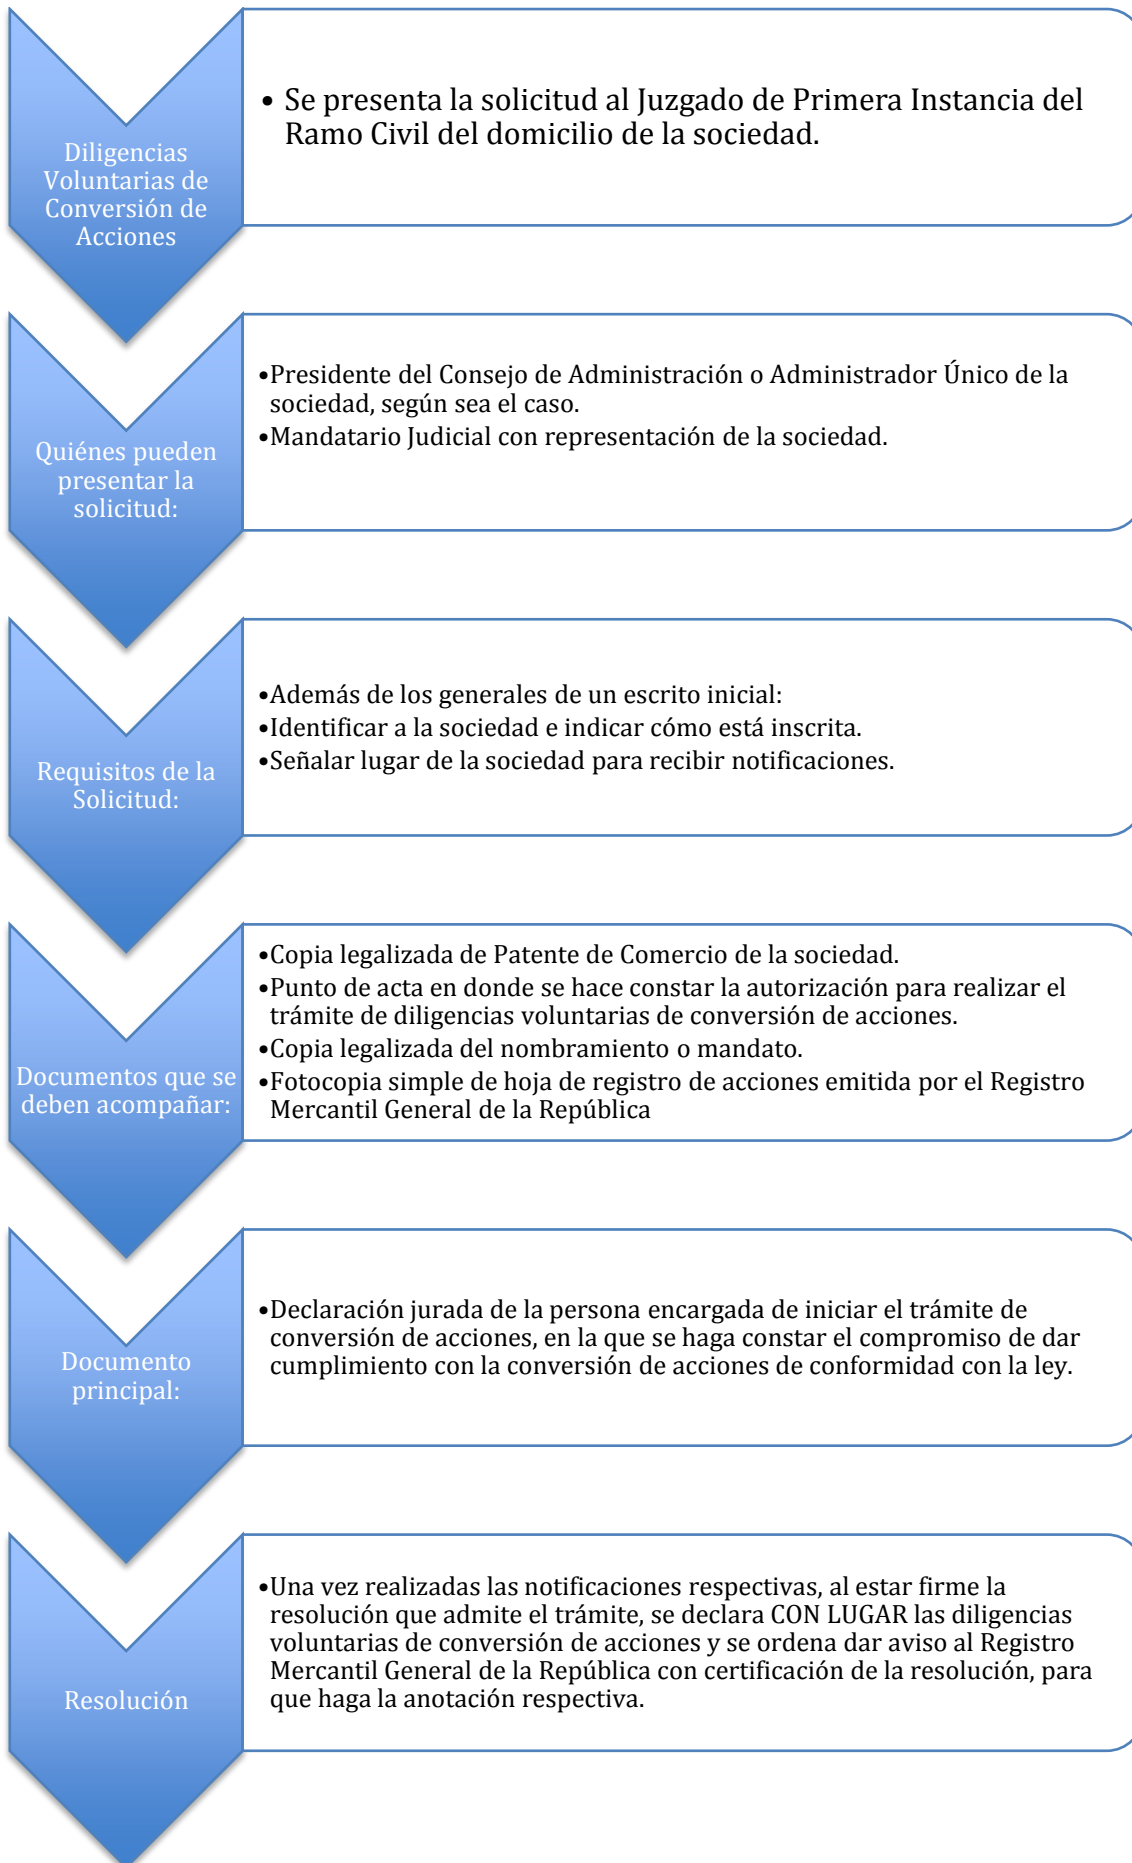 Diligencias
Voluntarias de
Conversión de
Acciones
• Se presenta la solicitud al Juzgado de Primera Instancia del
Ramo Civil del domicilio de la sociedad.
Quiénes pueden
presentar la
solicitud:
•Presidente del Consejo de Administración o Administrador Único de la
sociedad, según sea el caso.
•Mandatario Judicial con representación de la sociedad.
Requisitos de la
Solicitud:
•Además de los generales de un escrito inicial:
•Identificar a la sociedad e indicar cómo está inscrita.
•Señalar lugar de la sociedad para recibir notificaciones.
Documentos que se
deben acompañar:
•Copia legalizada de Patente de Comercio de la sociedad.
•Punto de acta en donde se hace constar la autorización para realizar el
trámite de diligencias voluntarias de conversión de acciones.
•Copia legalizada del nombramiento o mandato.
•Fotocopia simple de hoja de registro de acciones emitida por el Registro
Mercantil General de la República
Documento
principal:
•Declaración jurada de la persona encargada de iniciar el trámite de
conversión de acciones, en la que se haga constar el compromiso de dar
cumplimiento con la conversión de acciones de conformidad con la ley.
Resolución
•Una vez realizadas las notificaciones respectivas, al estar firme la
resolución que admite el trámite, se declara CON LUGAR las diligencias
voluntarias de conversión de acciones y se ordena dar aviso al Registro
Mercantil General de la República con certificación de la resolución, para
que haga la anotación respectiva.